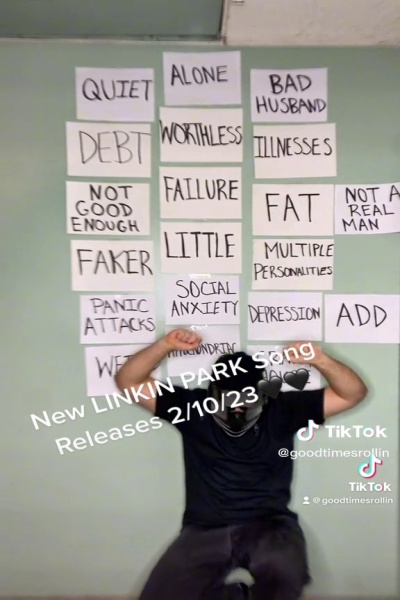 QUIET
ALONE
BAD
HUSBAND
DEBT
WORTHLESS
ILLNESSES
NOT
GOOD
ENOUGH
FAILURE
FAT
NOT A
REAL
MAN
FAKER
LITTLE
MULTIPLE
PERSONALITIES
PANIC
ATTACKS
SOCIAL
ANXIETY
DEPRESSION
ADD
New LINKIN PARK Song
Releases 2/10/23 🖤🖤
TikTok
@goodtimesrollin
TikTok
@goodtimesrollin